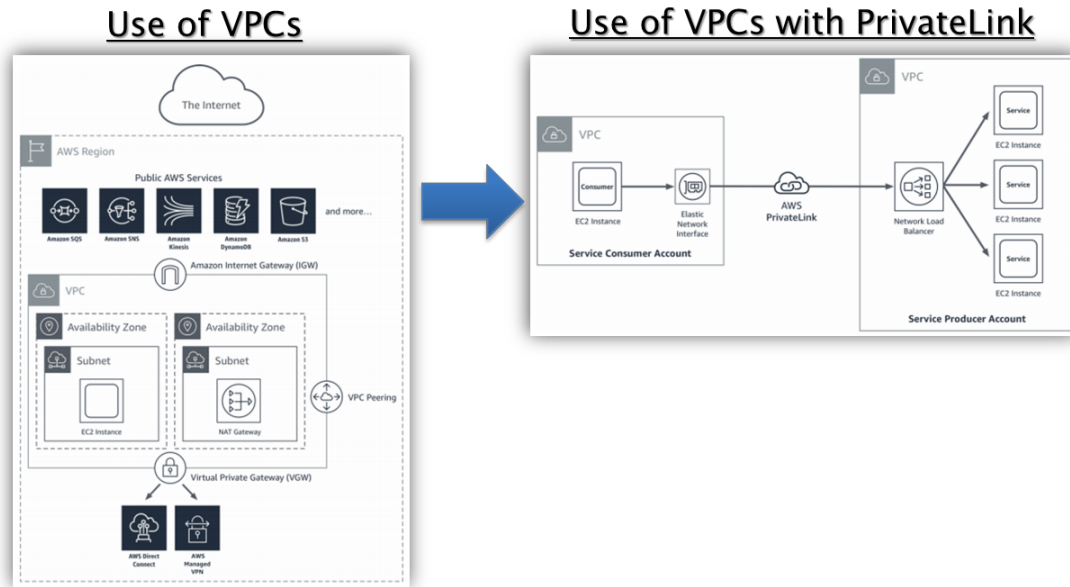 Use of VPCs
Use of VPCs with PrivateLink
The Internet
AWS Region
Public AWS Services
Amazon SQS
Amazon SNS
Amazon
Kinesis
Amazon
DynamoDB
Amazon S3
and more...
Amazon Internet Gateway (IGW)
VPC
Availability Zone
Availability Zone
Subnet
Subnet
EC2 Instance
NAT Gateway
VPC Peering
Virtual Private Gateway (VGW)
AWS Direct
Connect
AWS
Managed
VPN
VPC
Consumer
EC2 Instance
Elastic
Network
Interface
Service Consumer Account
AWS
PrivateLink
VPC
Network Load
Balancer
Service
EC2 Instance
Service
EC2 Instance
Service
EC2 Instance
Service Producer Account